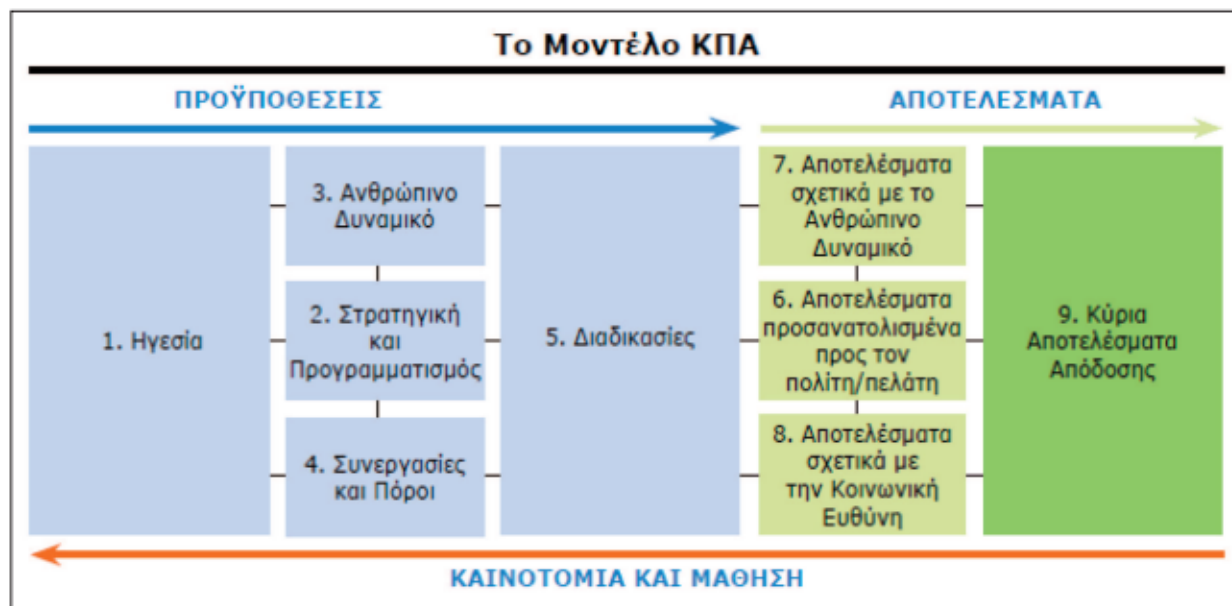 Το Μοντέλο ΚΠΑ
ΠΡΟΫΠΟΘΕΣΕΙΣ
ΑΠΟΤΕΛΕΣΜΑΤΑ
1. Ηγεσία
3. Ανθρώπινο
Δυναμικό
2. Στρατηγική
και
Προγραμματισμός
4. Συνεργασίες
και Πόροι
5. Διαδικασίες
7. Αποτελέσματα
σχετικά με το
Ανθρώπινο
Δυναμικό
6. Αποτελέσματα
προσανατολισμένα
προς τον
πολίτη/πελάτη
8. Αποτελέσματα
σχετικά με
την Κοινωνική
Ευθύνη
9. Κύρια
Αποτελέσματα
Απόδοσης
ΚΑΙΝΟΤΟΜΙΑ ΚΑΙ ΜΑΘΗΣΗ